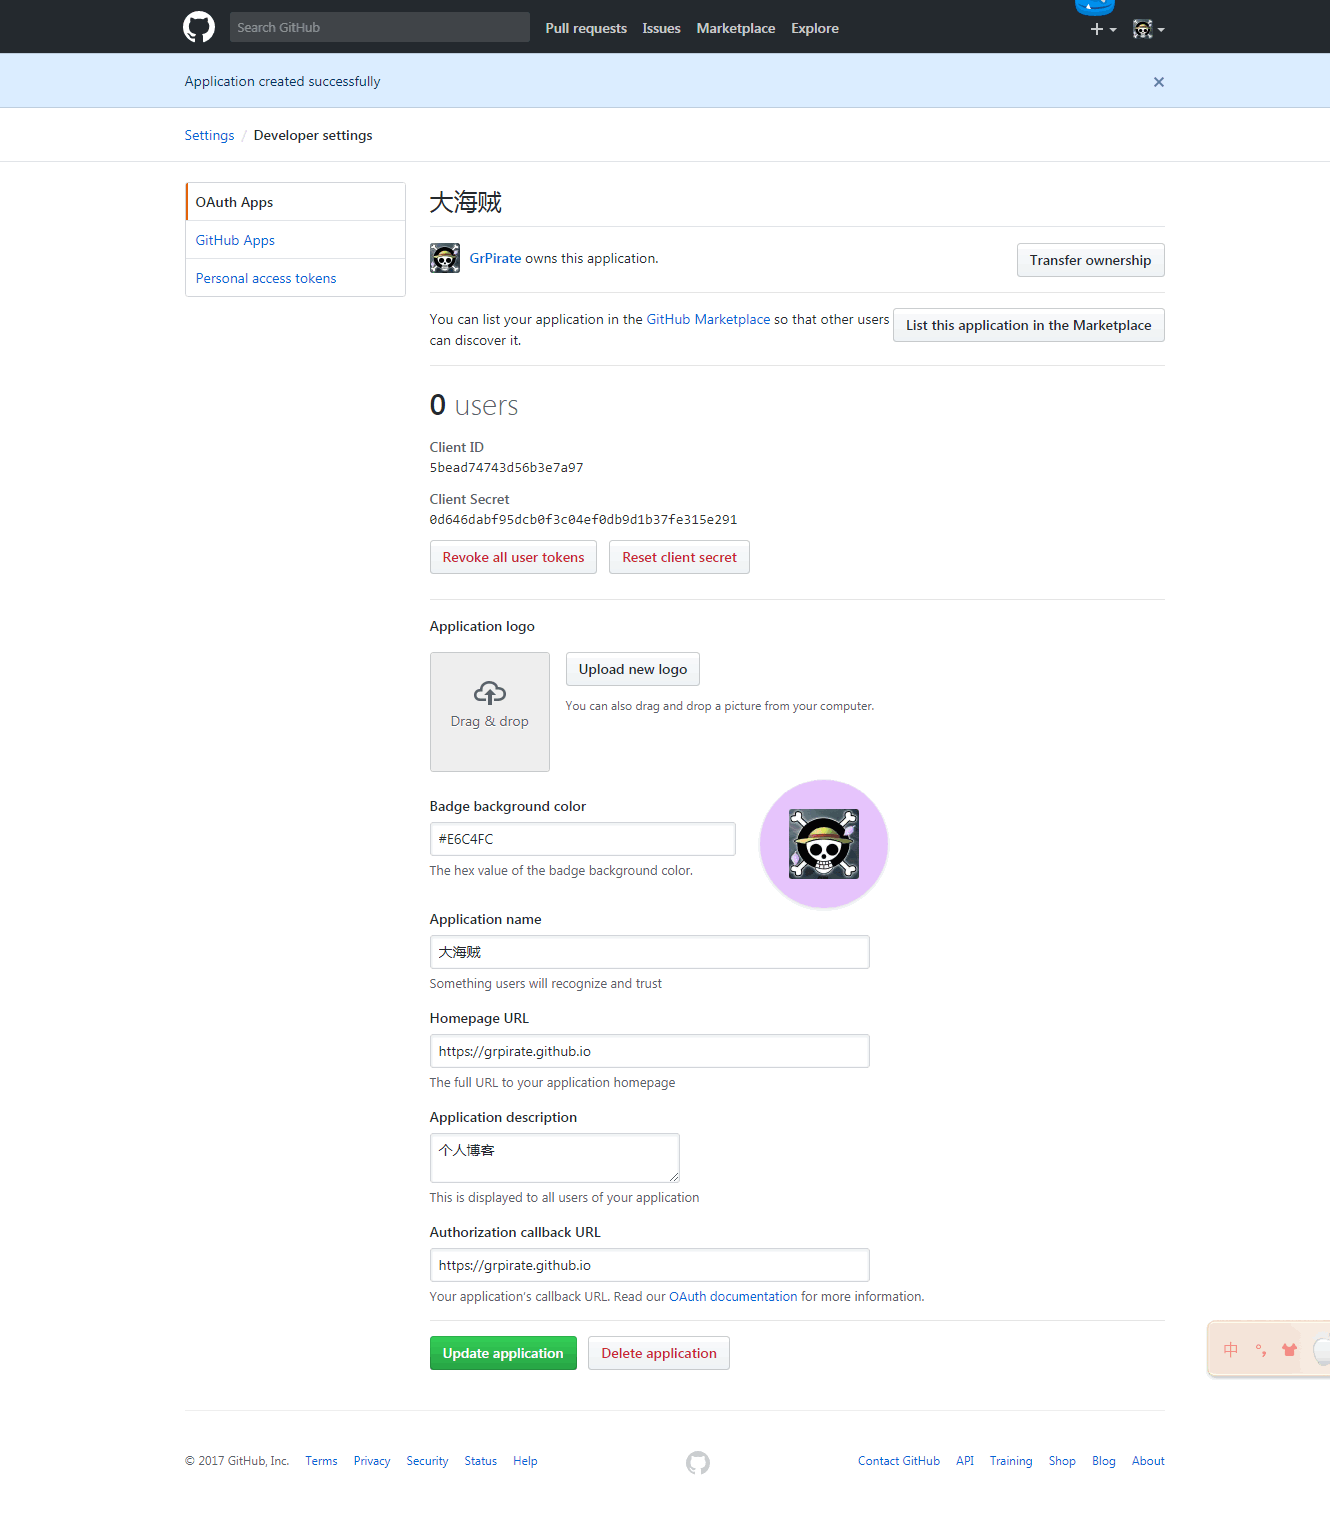 Search GitHub Pull requests Issues Marketplace Explore
Application created successfully
Settings / Developer settings
OAuth Apps
GitHub Apps
Personal access tokens
大海贼
GrPirate owns this application.
Transfer ownership
You can list your application in the GitHub Marketplace so that other users
can discover it.
List this application in the Marketplace
0 users
Client ID
5bead74743d56b3e7a97
Client Secret
0d646dabf95dcb0f3c04ef0db9d1b37fe315e291
Revoke all user tokens Reset client secret
Application logo
Drag & drop
Upload new logo
You can also drag and drop a picture from your computer.
Badge background color
#E6C4FC
The hex value of the badge background color.
Application name
大海贼
Something users will recognize and trust
Homepage URL
https://grpirate.github.io
The full URL to your application homepage
Application description
个人博客
This is displayed to all users of your application
Authorization callback URL
https://grpirate.github.io
Your application's callback URL. Read our OAuth documentation for more information.
Update application Delete application
中 °，
© 2017 GitHub, Inc. Terms Privacy Security Status Help Contact GitHub API Training Shop Blog About